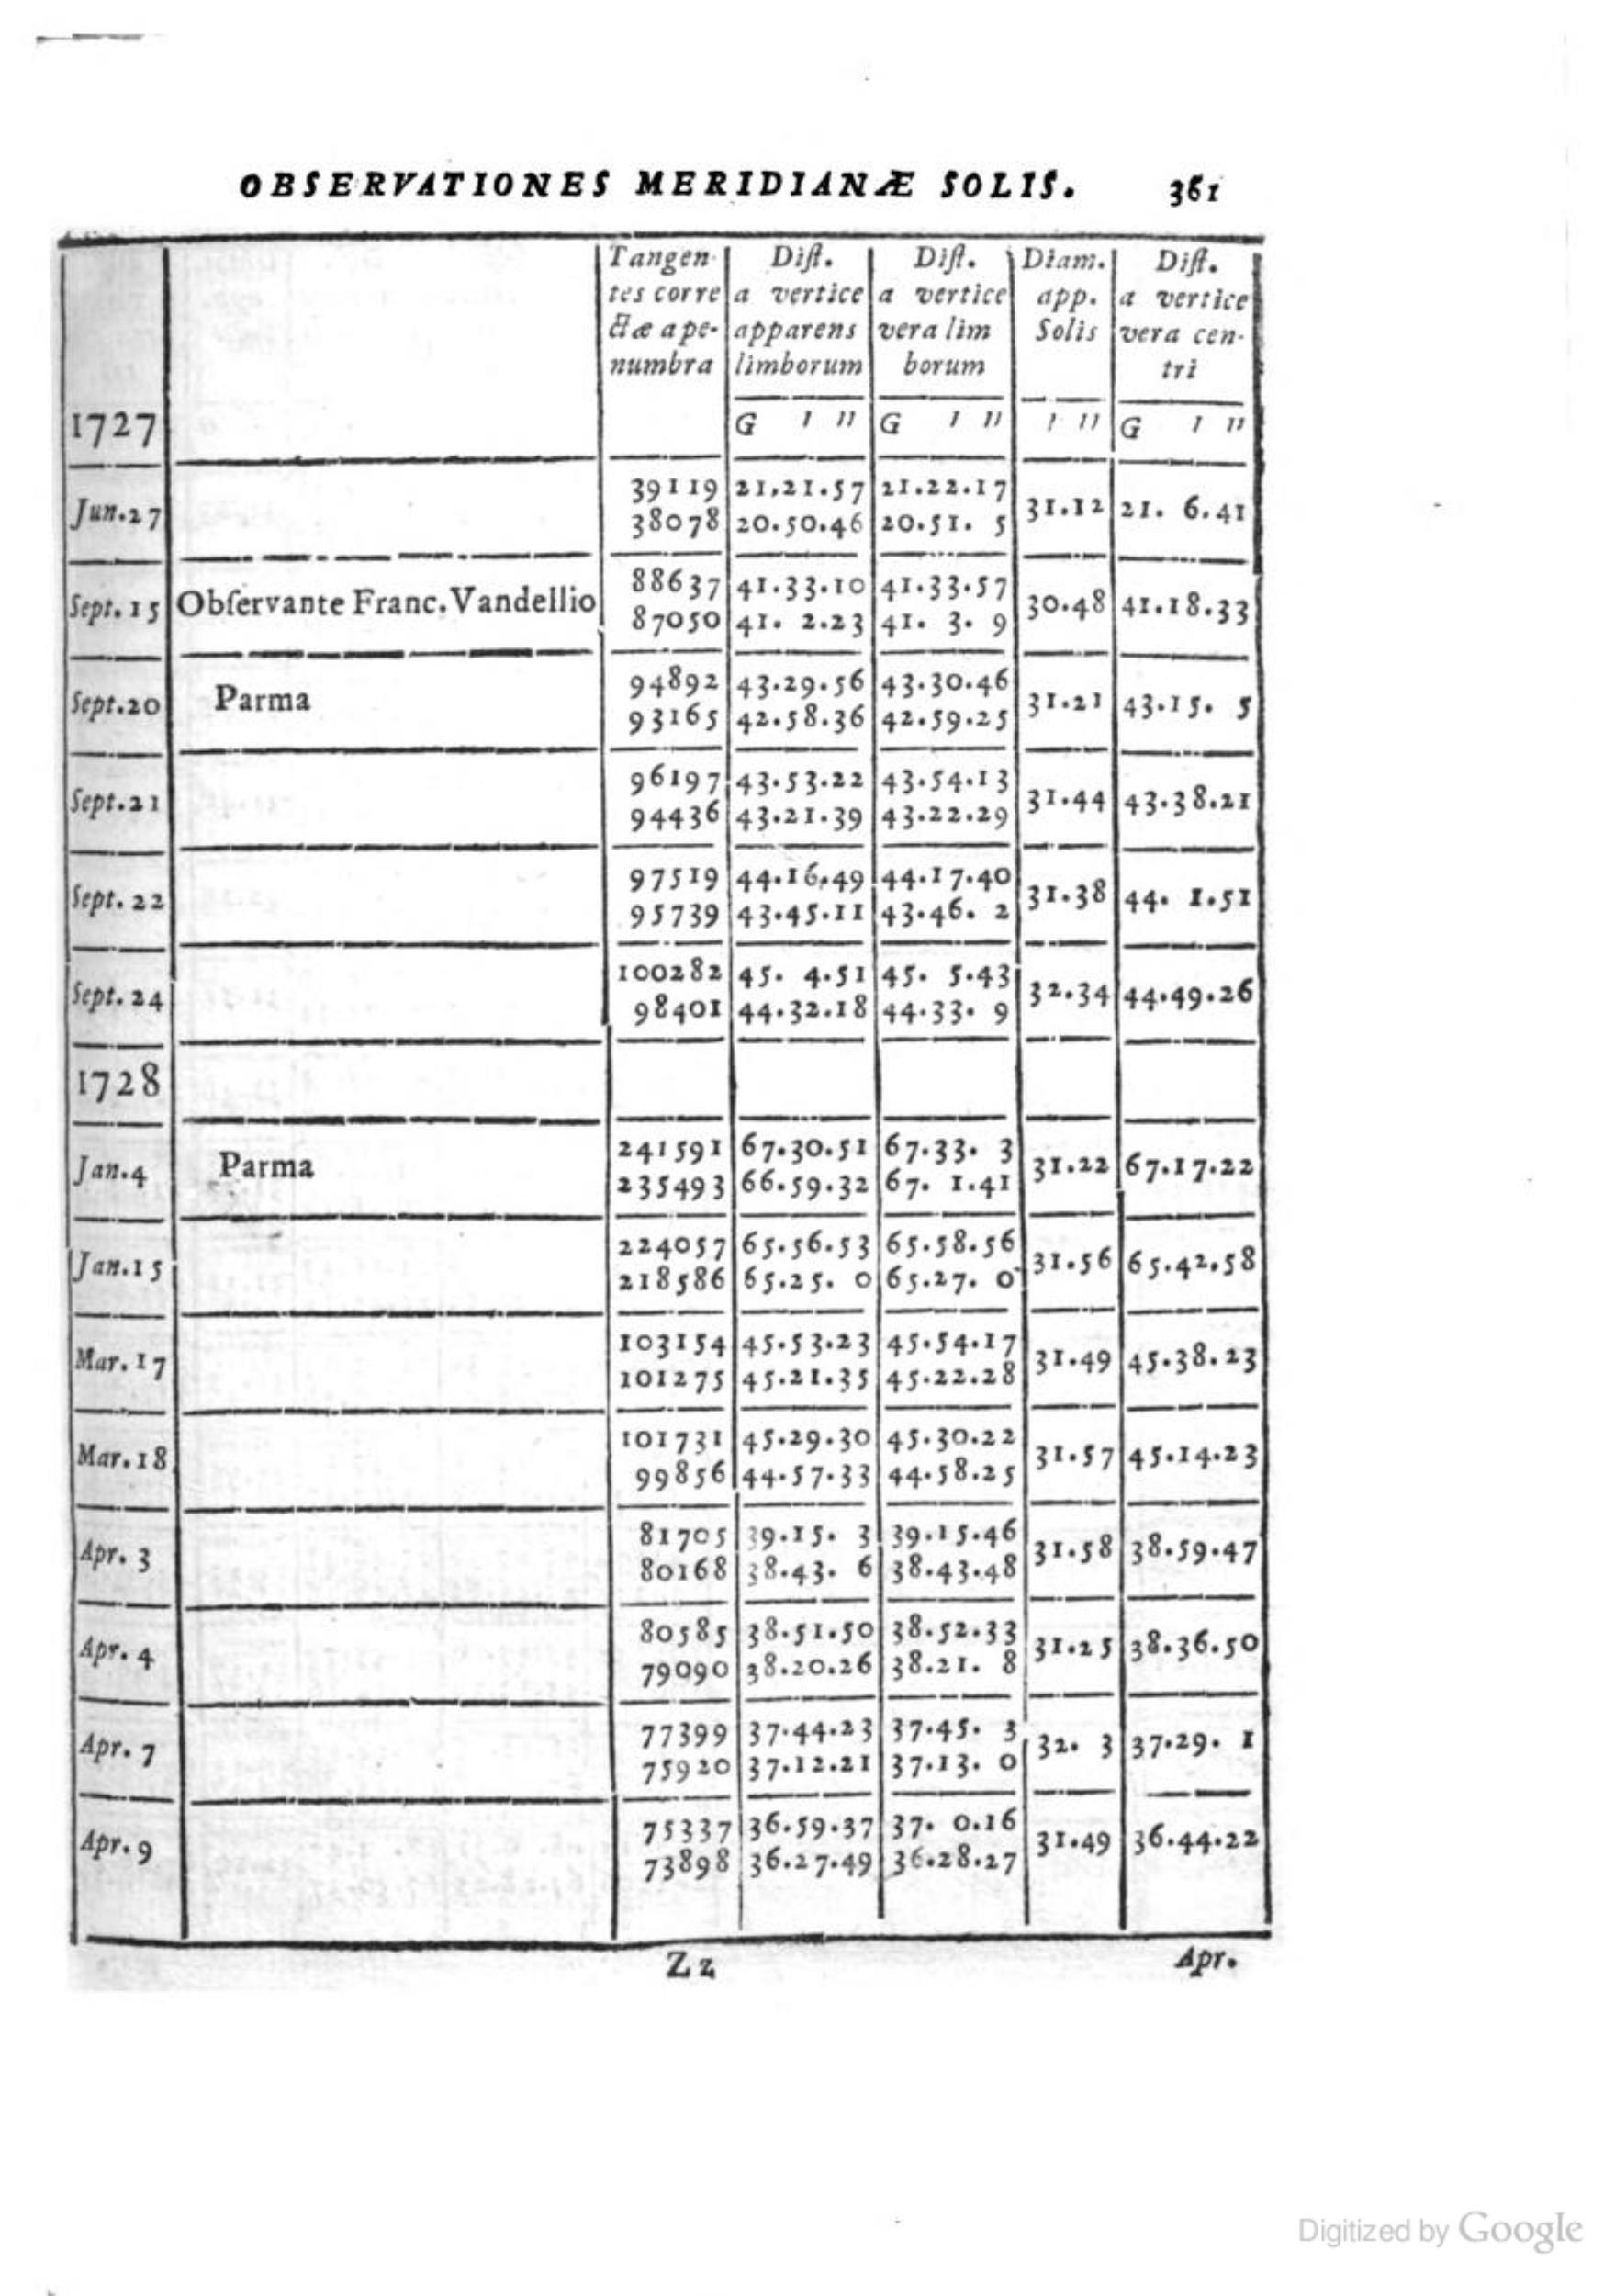 OBSERVATIONES MERIDIANÆ SOLIS. 361
Tangen- Diſt. Diſt. Diam. Diſt.
tes corre a vertice a vertice app. a vertice
ctæ a pe- apparens vera lim Solis vera cen-
numbra limborum borum tri
1727 G ı ıı G ı ıı ı ıı G ı ıı
39119 21,21.57 21.22.17
Jun.27 31.12 21. 6.41
38078 20.50.46 20.51. 5
88637 41.33.10 41.33.57
Sept. 15 Obſervante Franc. Vandellio 30.48 41.18.33
87050 41. 2.23 41. 3. 9
94892 43.29.56 43.30.46
Sept.20 Parma 31.21 43.15. 5
93165 42.58.36 42.59.25
96197 43.53.22 43.54.13
Sept.21 31.44 43.38.21
94436 43.21.39 43.22.29
97519 44.16.49 44.17.40
Sept. 22 31.38 44. 1.51
95739 43.45.11 43.46. 2
100282 45. 4.51 45. 5.43
Sept. 24 32.34 44.49.26
98401 44.32.18 44.33. 9
1728
241591 67.30.51 67.33. 3
Jan.4 Parma 31.22 67.17.22
235493 66.59.32 67. 1.41
224057 65.56.53 65.58.56
Jan.15 31.56 65.42.58
218586 65.25. 0 65.27. 0
103154 45.53.23 45.54.17
Mar. 17 31.49 45.38.23
101275 45.21.35 45.22.28
101731 45.29.30 45.30.22
Mar.18 31.57 45.14.23
99856 44.57.33 44.58.25
81705 39.15. 3 39.15.46
Apr. 3 31.58 38.59.47
80168 38.43. 6 38.43.48
80585 38.51.50 38.52.33
Apr. 4 31.25 38.36.50
79090 38.20.26 38.21. 8
77399 37.44.23 37.45. 3
Apr. 7 32. 3 37.29. 1
75920 37.12.21 37.13. 0
75337 36.59.37 37. 0.16
Apr. 9 31.49 36.44.22
73898 36.27.49 36.28.27
Zz Apr.
Digitized by Google